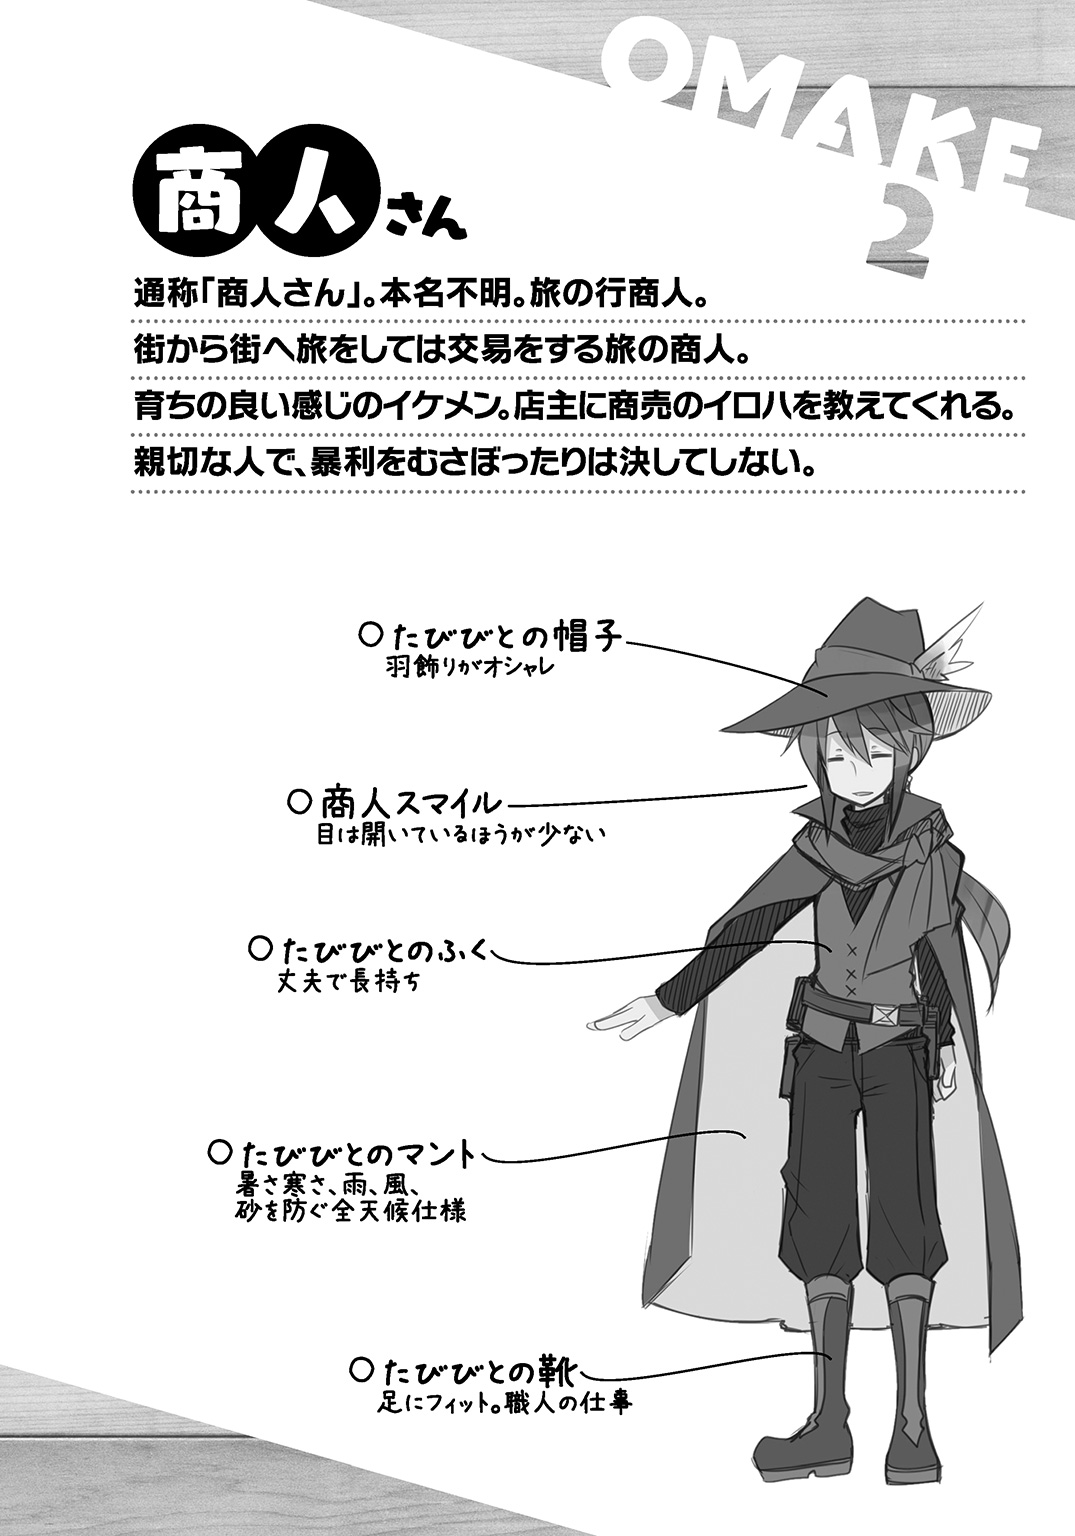 OMAKE
2
商人さん
通称「商人さん」。本名不明。旅の行商人。
街から街へ旅をしては交易をする旅の商人。
育ちの良い感じのイケメン。店主に商売のイロハを教えてくれる。
親切な人で、暴利をむさぼったりは決してしない。
○たびびとの帽子
羽飾りがオシャレ
○商人スマイル
目は開いているほうが少ない
○たびびとのふく
丈夫で長持ち
○たびびとのマント
暑さ寒さ、雨、風、
砂を防ぐ全天候仕様
○たびびとの靴
足にフィット。職人の仕事